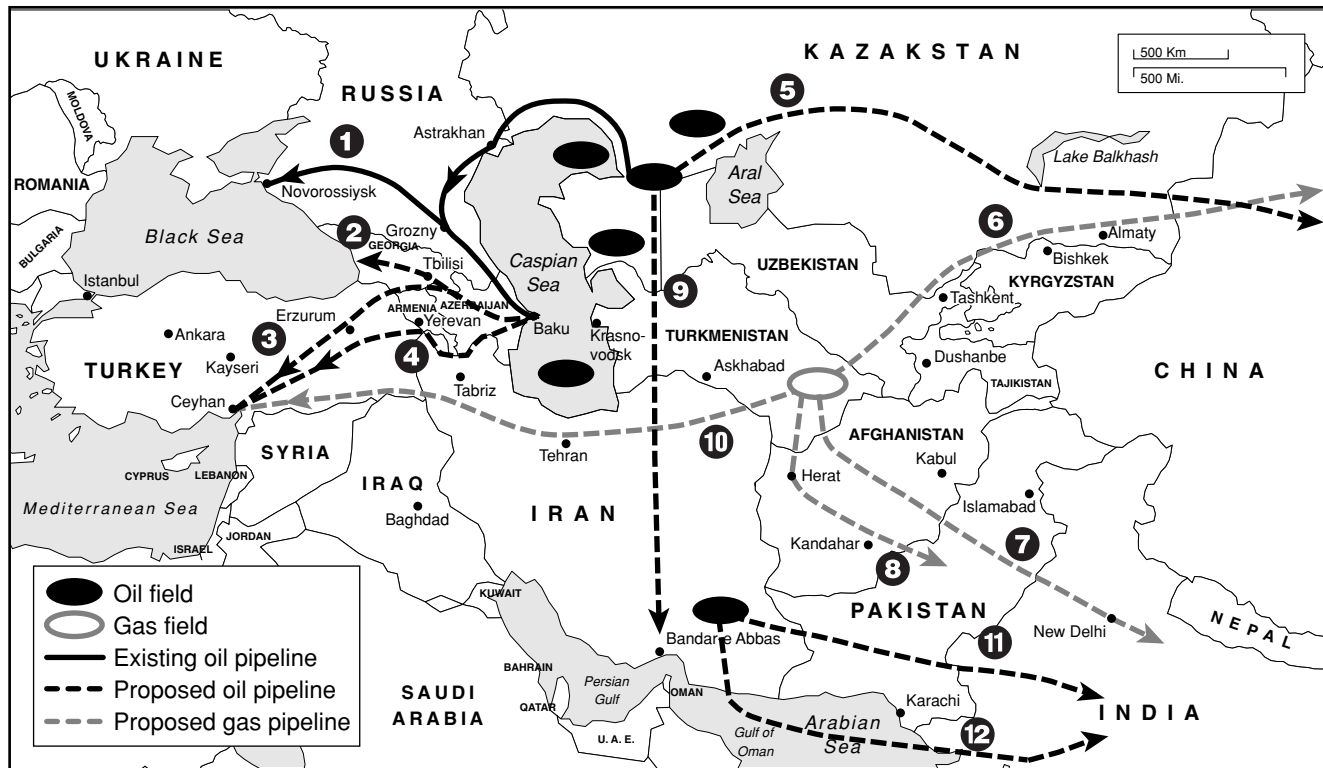 UKRAINE
KAZAKSTAN
500 Km
500 Mi.
MOLDOVA
RUSSIA
5
Astrakhan
1
Lake Balkhash
ROMANIA
Aral
Sea
Novorossiysk
6
Grozny
2
GEORGIA
Black Sea
Almaty
BULGARIA
Tbilisi
Caspian
Sea
UZBEKISTAN
Bishkek
KYRGYZSTAN
Istanbul
9
Tashkent
ARMENIA
AZERBAIJAN
Erzurum
Yerevan
Baku
Krasno-
vodsk
TURKMENISTAN
Ankara
3
4
Kayseri
Dushanbe
TURKEY
Tabriz
Askhabad
CHINA
TAJIKISTAN
Ceyhan
10
AFGHANISTAN
Tehran
SYRIA
Kabul
CYPRUS
LEBANON
IRAQ
Herat
Islamabad
Mediterranean Sea
Baghdad
IRAN
JORDAN
ISRAEL
Kandahar
7
8
Oil field
KUWAIT
PAKISTAN
Gas field
New Delhi
NEPAL
Bandar-e Abbas
11
Existing oil pipeline
BAHRAIN
Persian
Gulf
Proposed oil pipeline
SAUDI
ARABIA
QATAR
OMAN
Karachi
INDIA
Proposed gas pipeline
Arabian
Sea
Gulf of
Oman
12
U. A. E.